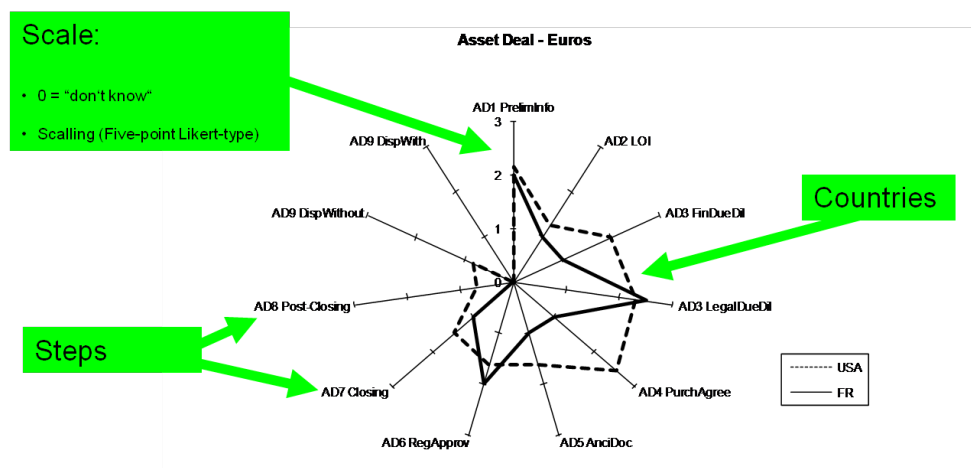 Scale:
• 0 = “don‘t know“
• Scalling (Five-point Likert-type)
Asset Deal - Euros
AD1 PrelimInfo
AD2 LOI
AD3 FinDueDil
AD3 LegalDueDil
AD4 PurchAgree
AD5 AnciDoc
AD6 RegApprov
AD7 Closing
AD8 Post-Closing
AD9 DispWithout
AD9 DispWith
3
2
1
0
Countries
Steps
USA
FR